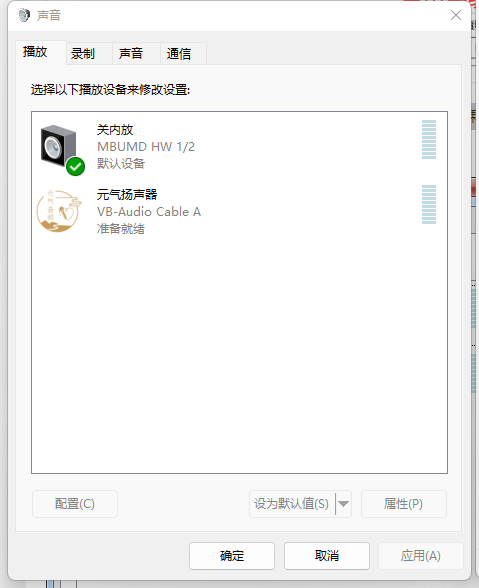 声音
播放 录制 声音 通信
选择以下播放设备来修改设置:
关内放
MBUMD HW 1/2
默认设备
元气扬声器
VB-Audio Cable A
准备就绪
配置(C) 设为默认值(S) 属性(P)
确定 取消 应用(A)